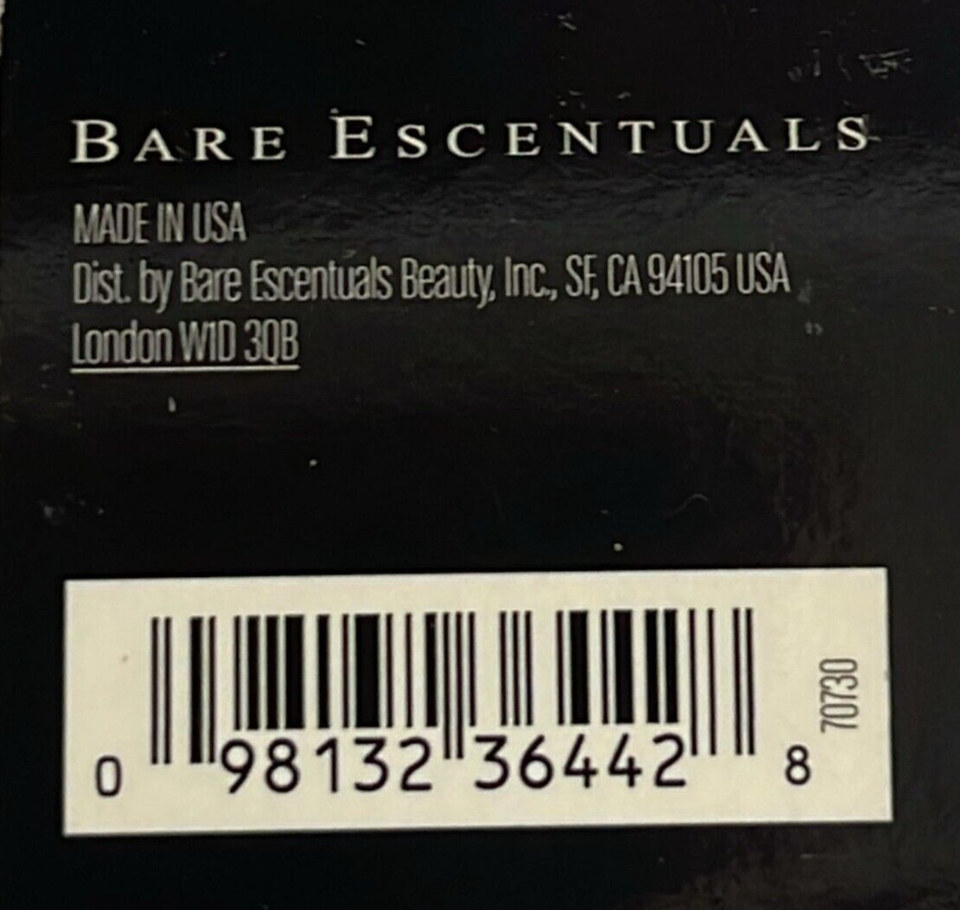 BARE ESCENTUALS
MADE IN USA
Dist. by Bare Escentuals Beauty, Inc., SF, CA 94105 USA
London W1D 3QB
0 98132 36442 8
70730